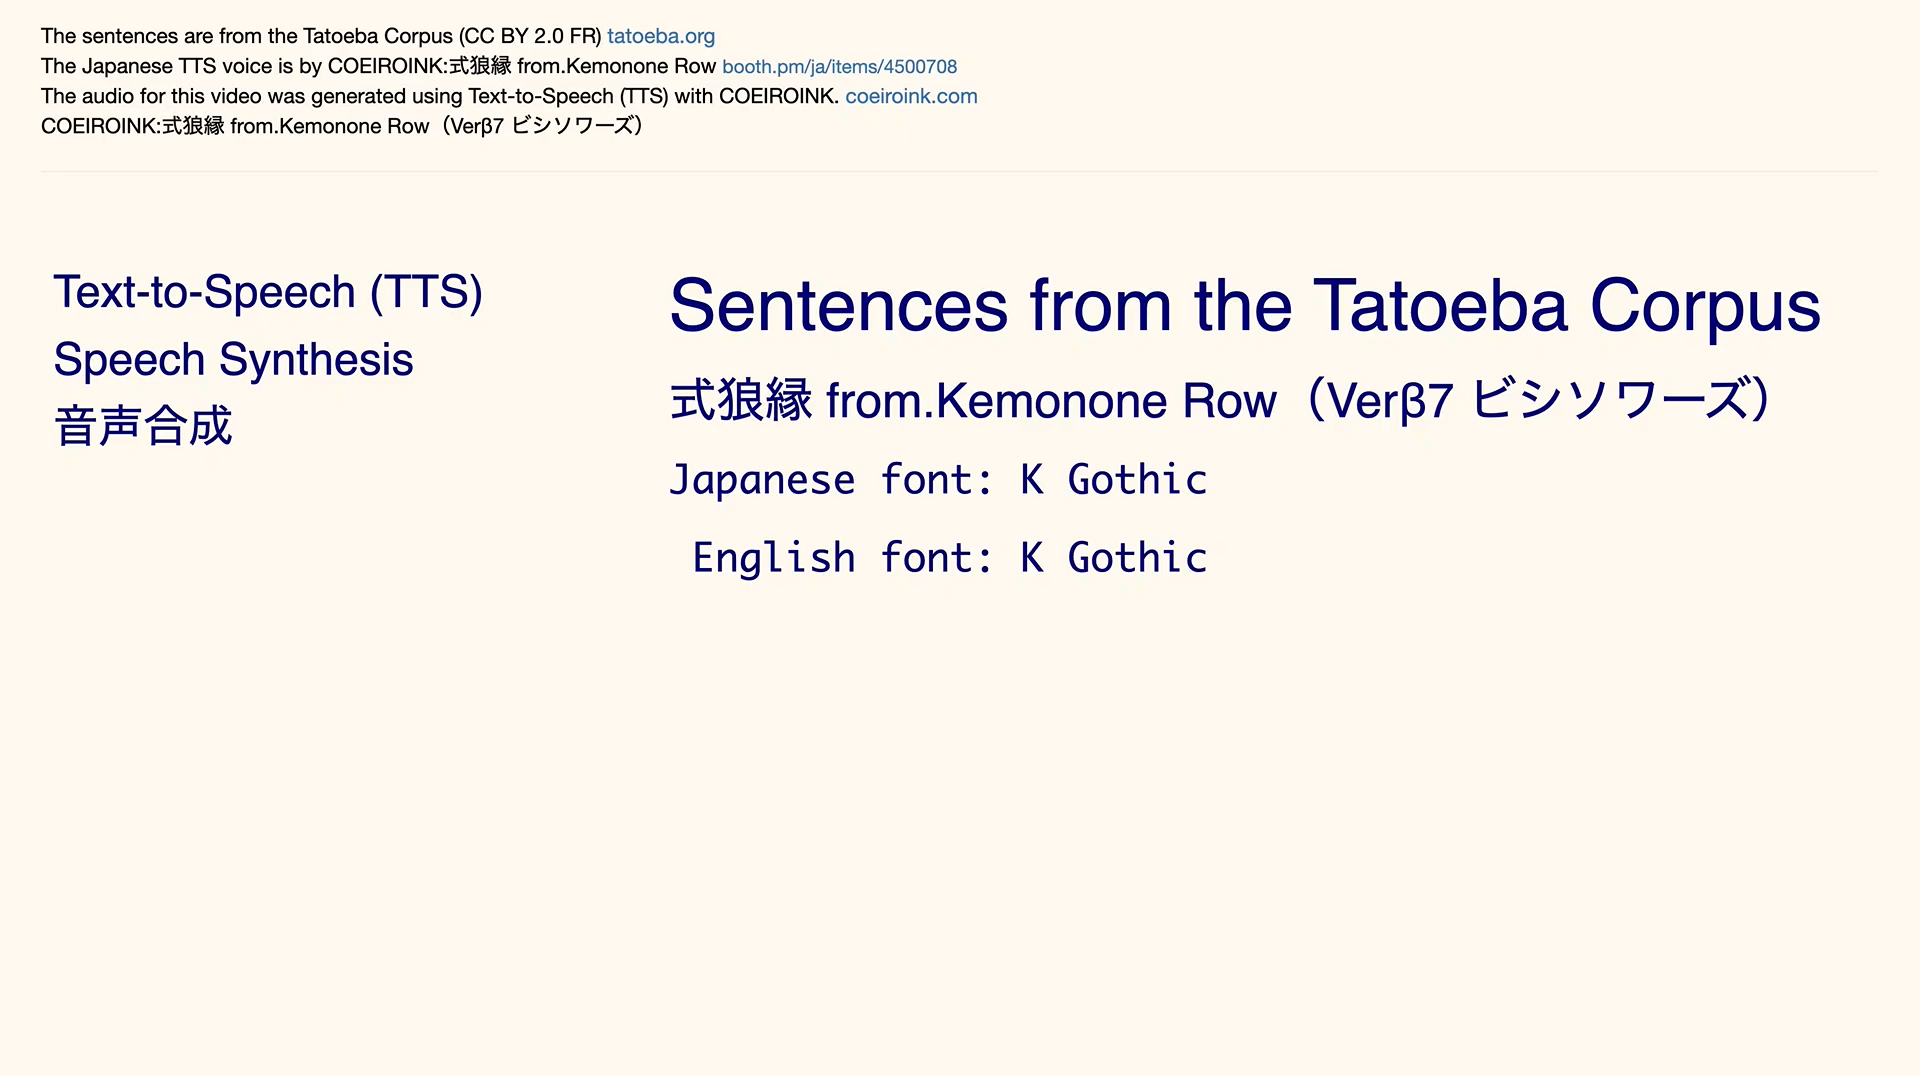 The sentences are from the Tatoeba Corpus (CC BY 2.0 FR) tatoeba.org
The Japanese TTS voice is by COEIROINK:式狼縁 from.Kemonone Row booth.pm/ja/items/4500708
The audio for this video was generated using Text-to-Speech (TTS) with COEIROINK. coeiroink.com
COEIROINK:式狼縁 from.Kemonone Row（Verβ7 ビシソワーズ）
Text-to-Speech (TTS)
Speech Synthesis
音声合成
Sentences from the Tatoeba Corpus
式狼縁 from.Kemonone Row（Verβ7 ビシソワーズ）
Japanese font: K Gothic
English font: K Gothic